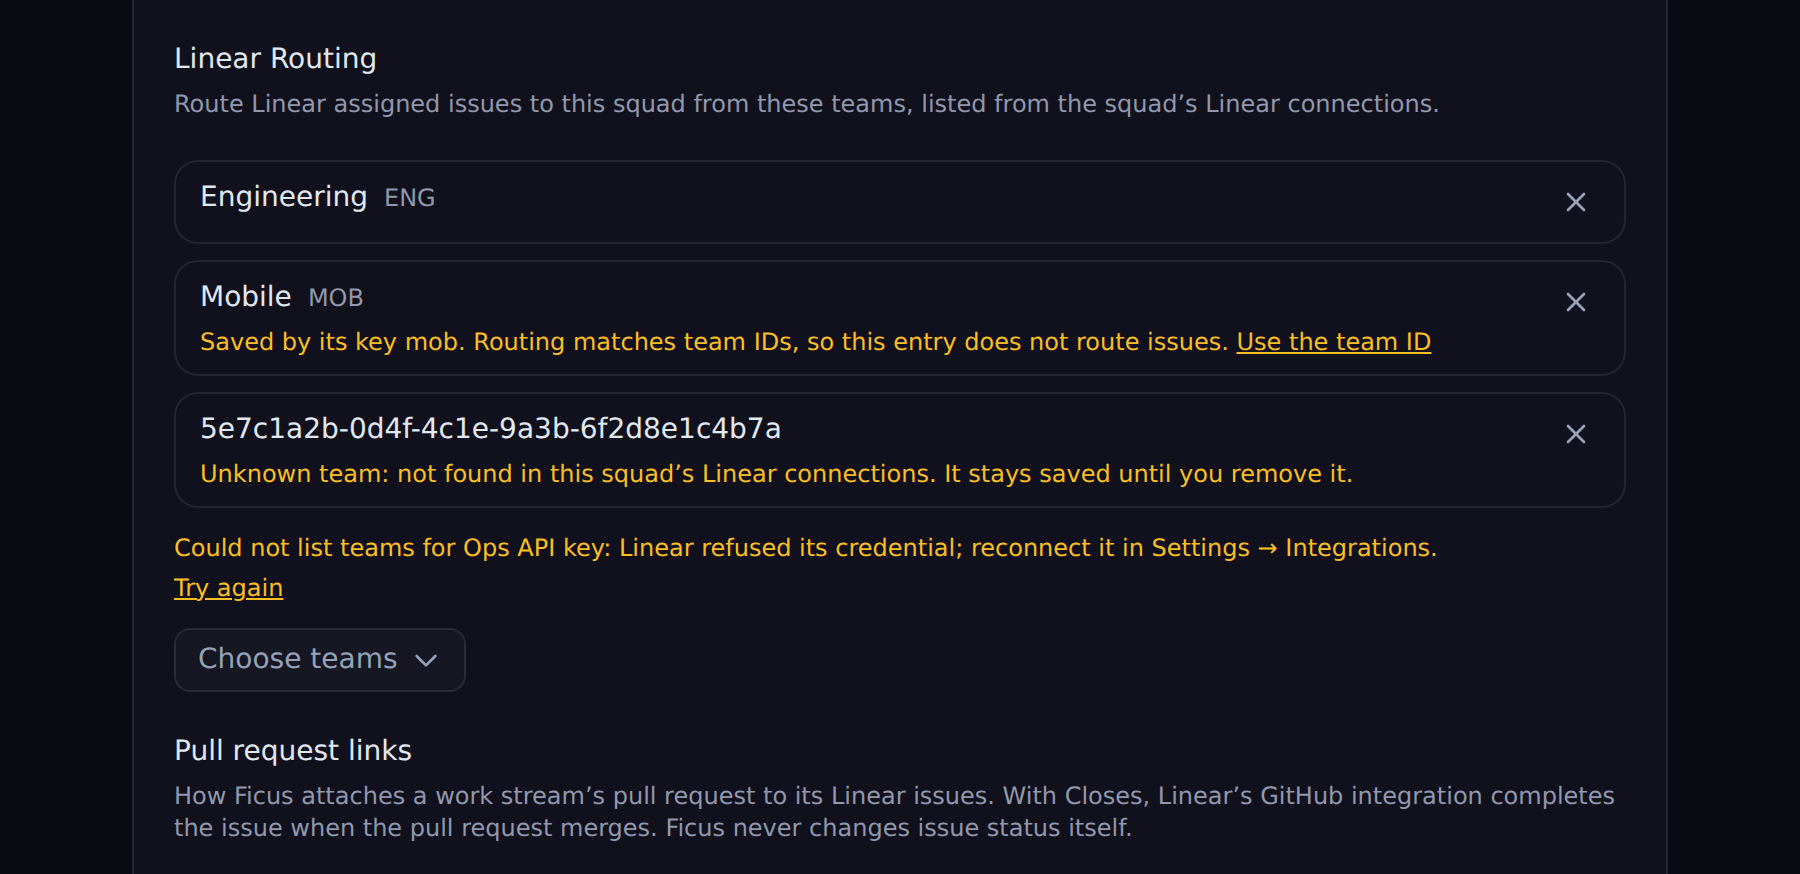 Linear Routing
Route Linear assigned issues to this squad from these teams, listed from the squad’s Linear connections.
Engineering ENG
Mobile MOB
Saved by its key mob. Routing matches team IDs, so this entry does not route issues. Use the team ID
5e7c1a2b-0d4f-4c1e-9a3b-6f2d8e1c4b7a
Unknown team: not found in this squad’s Linear connections. It stays saved until you remove it.
Could not list teams for Ops API key: Linear refused its credential; reconnect it in Settings → Integrations.
Try again
Choose teams
Pull request links
How Ficus attaches a work stream’s pull request to its Linear issues. With Closes, Linear’s GitHub integration completes
the issue when the pull request merges. Ficus never changes issue status itself.